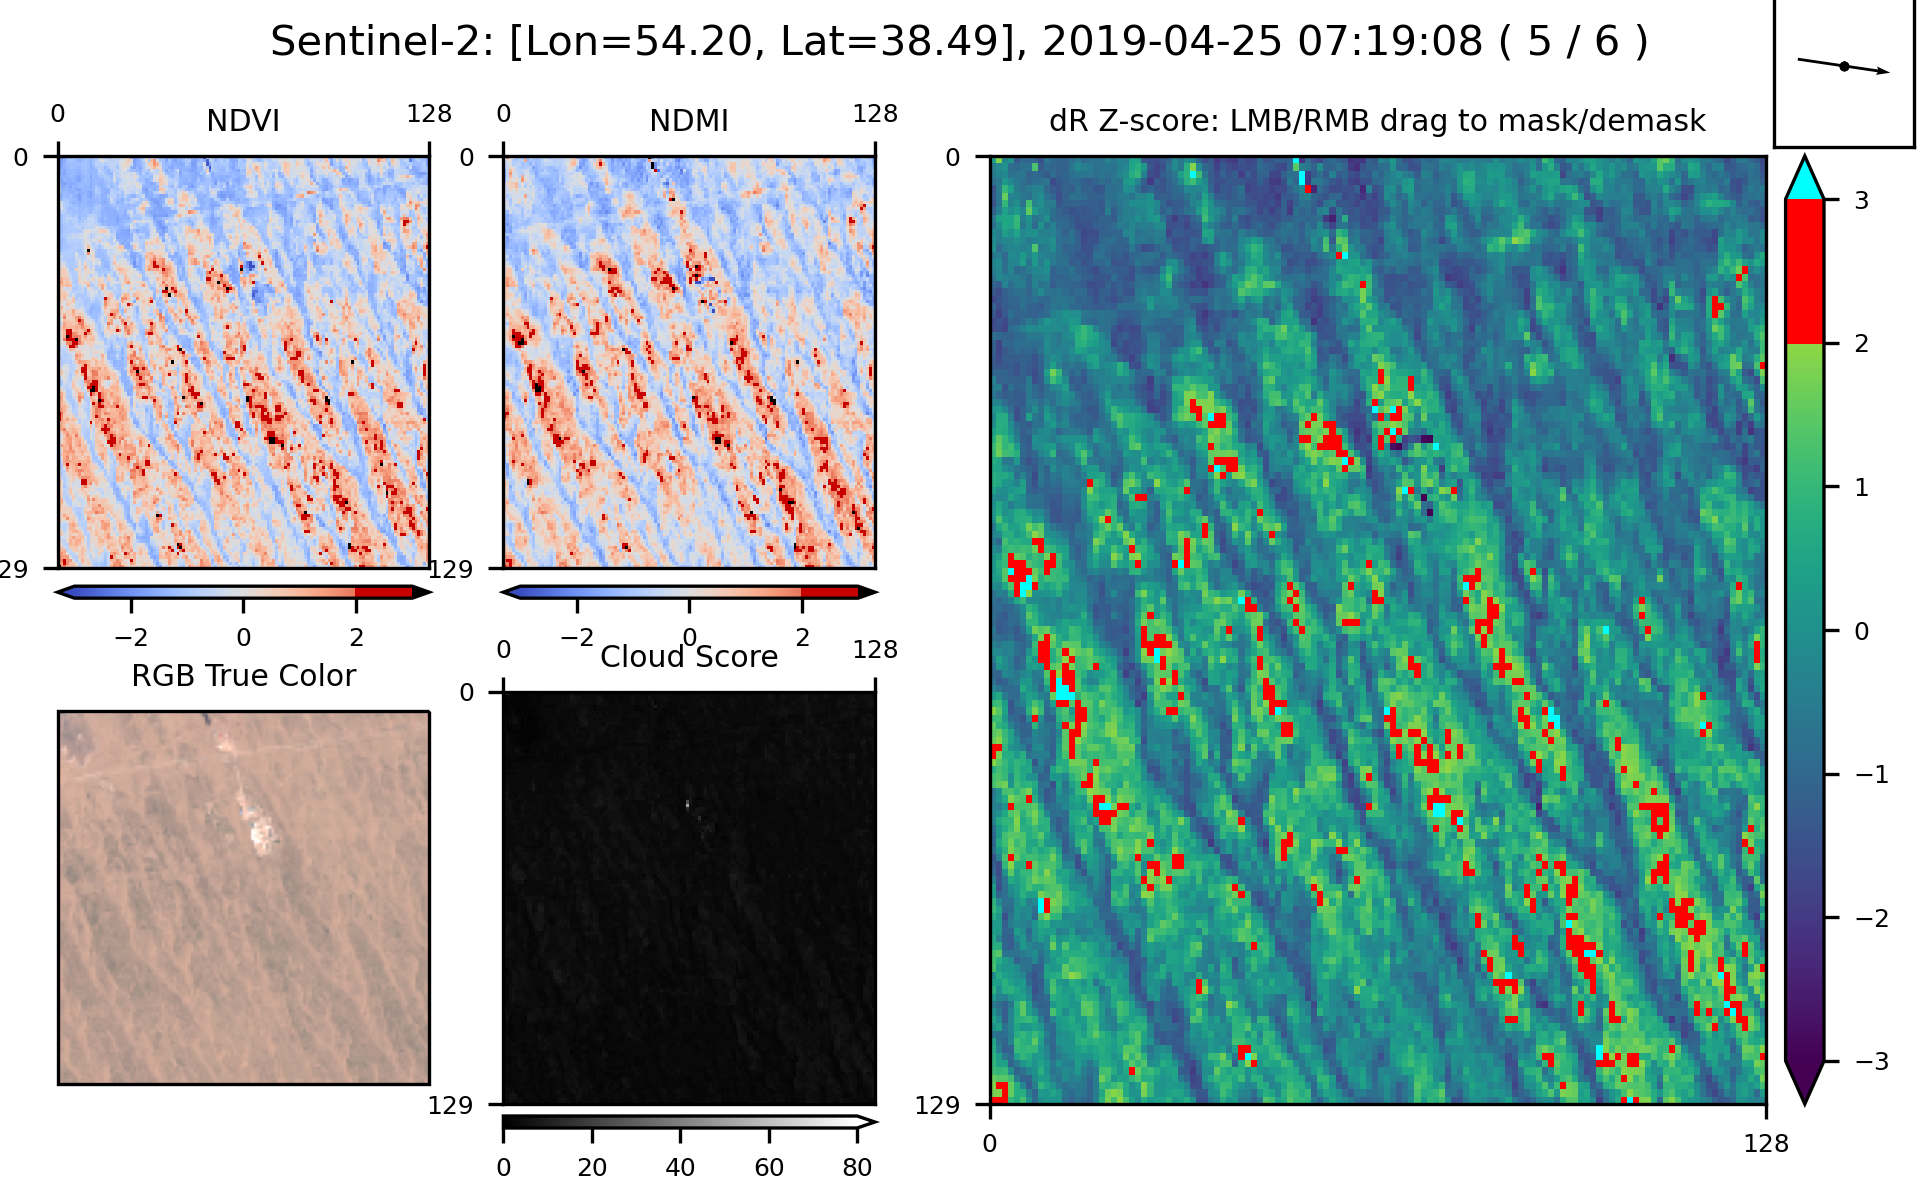 Sentinel-2: [Lon=54.20, Lat=38.49], 2019-04-25 07:19:08 ( 5 / 6 )
0 128 0 128
NDVI NDMI dR Z-score: LMB/RMB drag to mask/demask
0 0 0
3
2
1
0
−1
−2
−3
29 129
−2 0 2 −2 0 2
0 128
RGB True Color Cloud Score
0
129 129
0 20 40 60 80
0 128